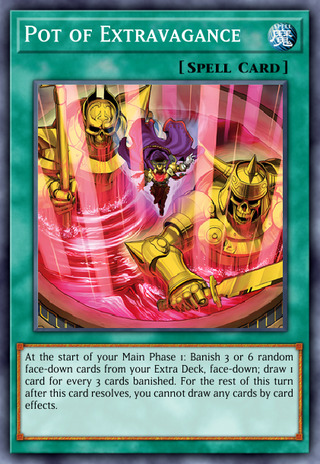 Pot of Extravagance
[Spell Card]
At the start of your Main Phase 1: Banish 3 or 6 random
face-down cards from your Extra Deck, face-down; draw 1
card for every 3 cards banished. For the rest of this turn
after this card resolves, you cannot draw any cards by card
effects.